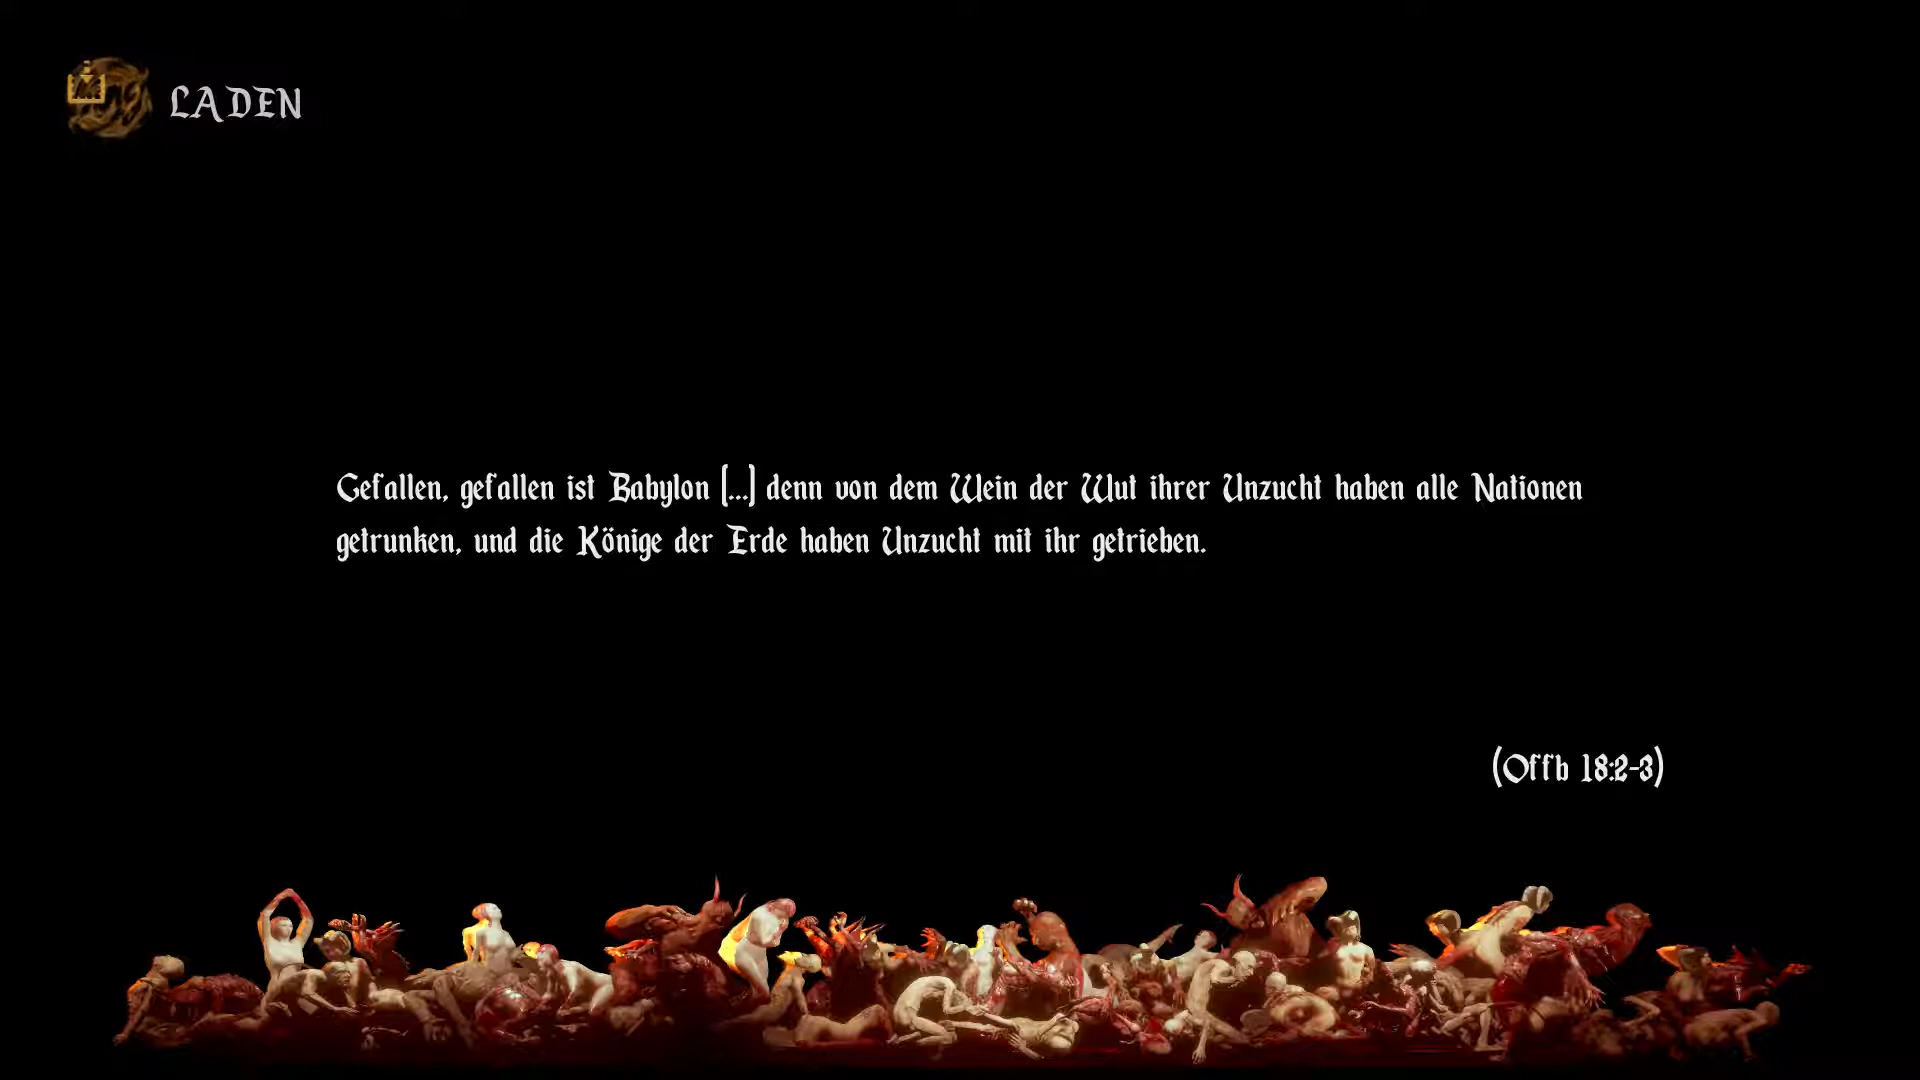 LADEN
Gefallen, gefallen ist Babylon [...] denn von dem Wein der Wut ihrer Unzucht haben alle Nationen
getrunken, und die Könige der Erde haben Unzucht mit ihr getrieben.
(Offb 18:2-3)